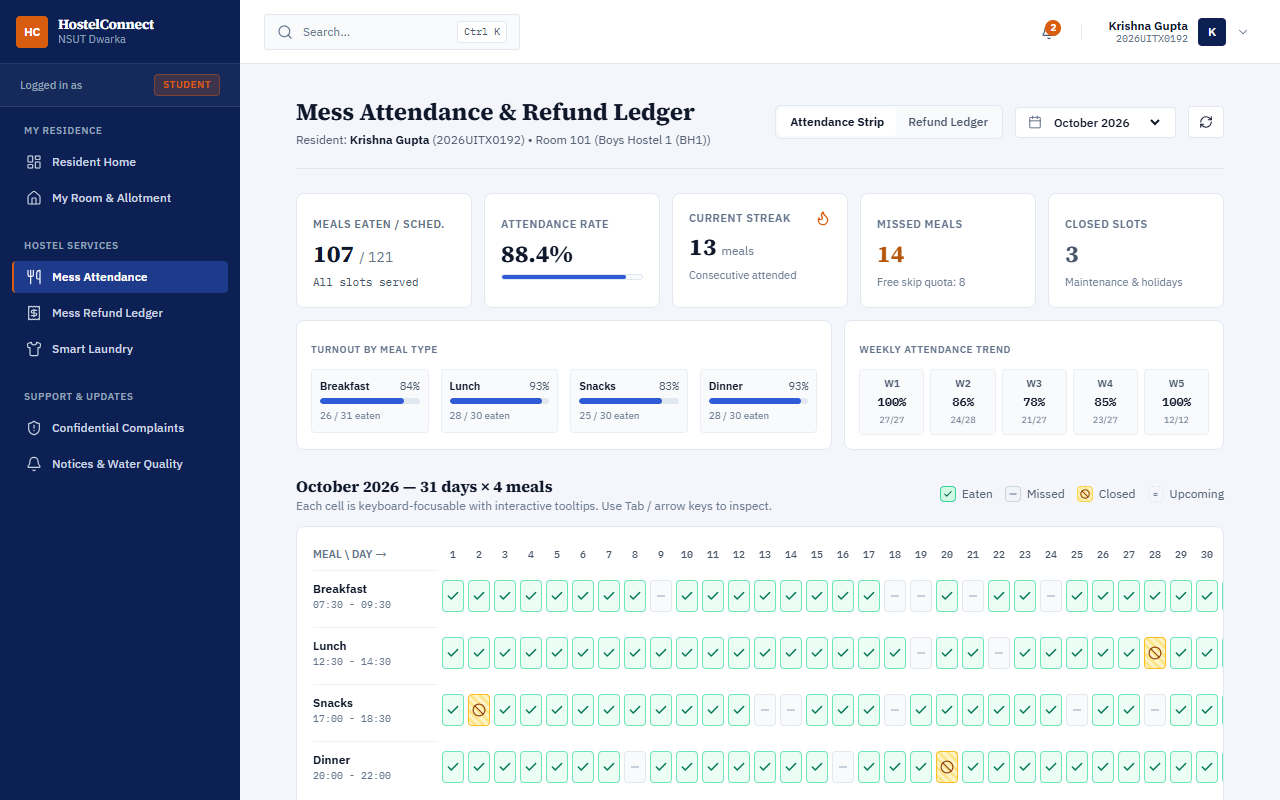 HC
HostelConnect
NSUT Dwarka
Logged in as
STUDENT
MY RESIDENCE
Resident Home
My Room & Allotment
HOSTEL SERVICES
Mess Attendance
Mess Refund Ledger
Smart Laundry
SUPPORT & UPDATES
Confidential Complaints
Notices & Water Quality
Search...
Ctrl K
2
Krishna Gupta
2026UITX0192
K
Mess Attendance & Refund Ledger
Resident: Krishna Gupta (2026UITX0192) • Room 101 (Boys Hostel 1 (BH1))
Attendance Strip
Refund Ledger
October 2026
MEALS EATEN / SCHED.
107 / 121
All slots served
ATTENDANCE RATE
88.4%
CURRENT STREAK
13 meals
Consecutive attended
MISSED MEALS
14
Free skip quota: 8
CLOSED SLOTS
3
Maintenance & holidays
TURNOUT BY MEAL TYPE
Breakfast 84%
26 / 31 eaten
Lunch 93%
28 / 30 eaten
Snacks 83%
25 / 30 eaten
Dinner 93%
28 / 30 eaten
WEEKLY ATTENDANCE TREND
W1
100%
27/27
W2
86%
24/28
W3
78%
21/27
W4
85%
23/27
W5
100%
12/12
October 2026 — 31 days × 4 meals
Each cell is keyboard-focusable with interactive tooltips. Use Tab / arrow keys to inspect.
Eaten
Missed
Closed
Upcoming
MEAL \ DAY → 1 2 3 4 5 6 7 8 9 10 11 12 13 14 15 16 17 18 19 20 21 22 23 24 25 26 27 28 29 30
Breakfast
07:30 - 09:30
Lunch
12:30 - 14:30
Snacks
17:00 - 18:30
Dinner
20:00 - 22:00